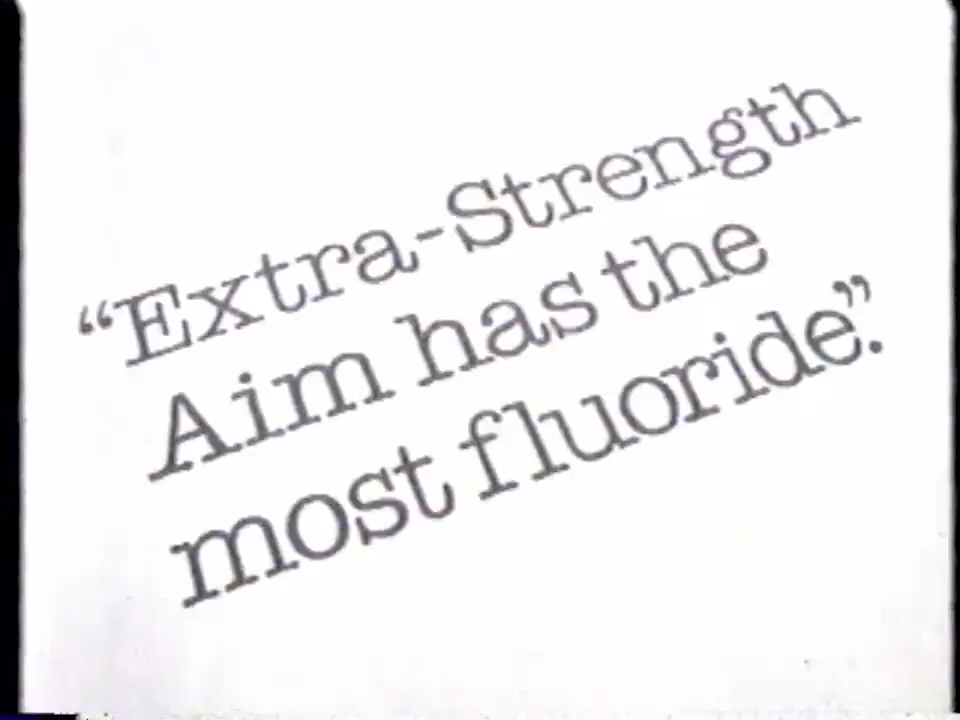 “Extra-Strength
Aim has the
most fluoride.”